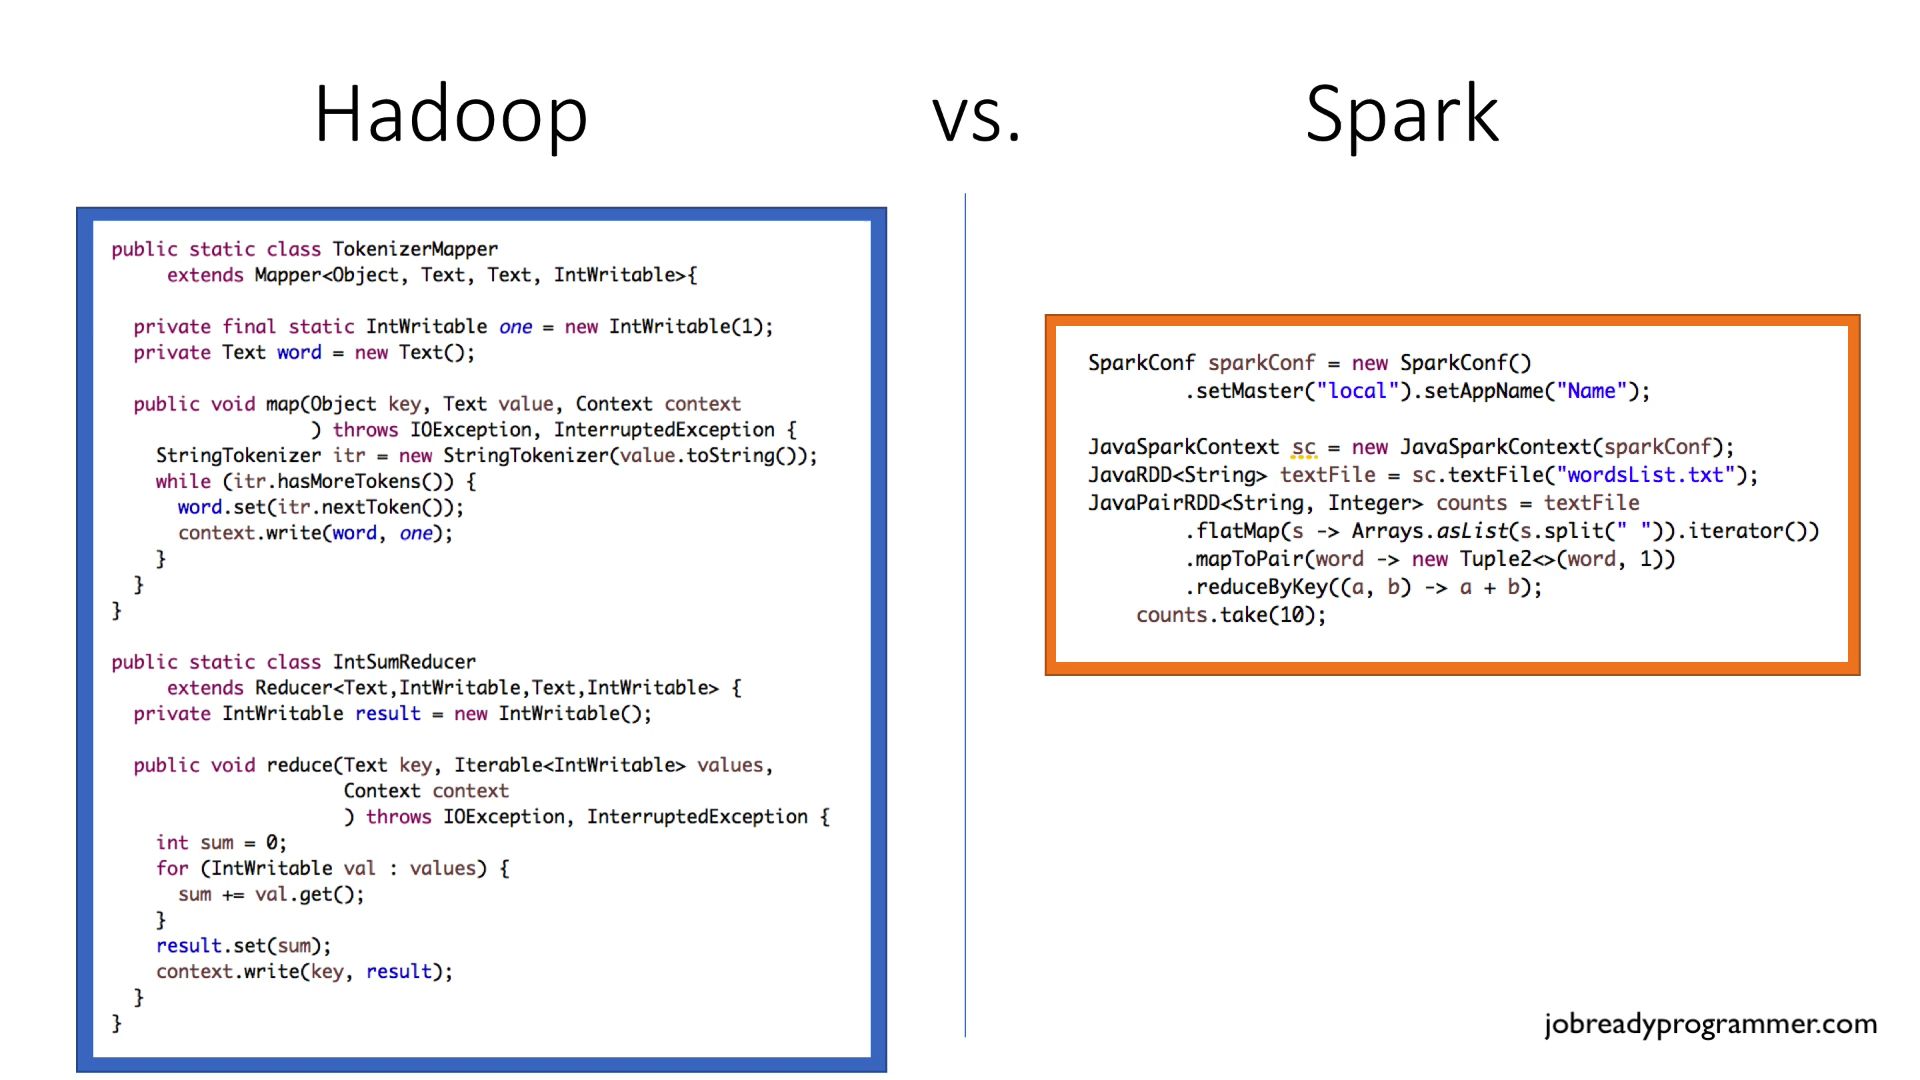 Hadoop vs. Spark
public static class TokenizerMapper
extends Mapper<Object, Text, Text, IntWritable>{
private final static IntWritable one = new IntWritable(1);
private Text word = new Text();
public void map(Object key, Text value, Context context
) throws IOException, InterruptedException {
StringTokenizer itr = new StringTokenizer(value.toString());
while (itr.hasMoreTokens()) {
word.set(itr.nextToken());
context.write(word, one);
}
}
}
public static class IntSumReducer
extends Reducer<Text,IntWritable,Text,IntWritable> {
private IntWritable result = new IntWritable();
public void reduce(Text key, Iterable<IntWritable> values,
Context context
) throws IOException, InterruptedException {
int sum = 0;
for (IntWritable val : values) {
sum += val.get();
}
result.set(sum);
context.write(key, result);
}
}
SparkConf sparkConf = new SparkConf()
.setMaster("local").setAppName("Name");
JavaSparkContext sc = new JavaSparkContext(sparkConf);
JavaRDD<String> textFile = sc.textFile("wordsList.txt");
JavaPairRDD<String, Integer> counts = textFile
.flatMap(s -> Arrays.asList(s.split(" ")).iterator())
.mapToPair(word -> new Tuple2<>(word, 1))
.reduceByKey((a, b) -> a + b);
counts.take(10);
jobreadyprogrammer.com